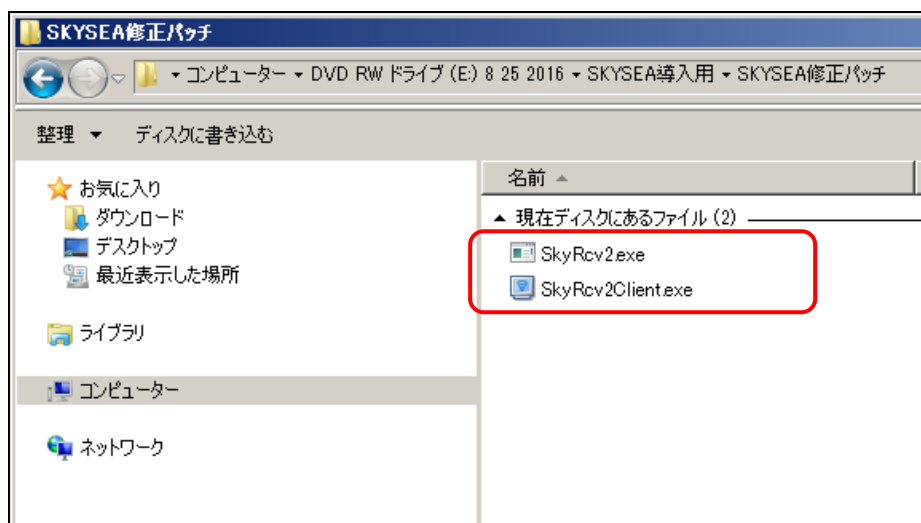 SKYSEA修正パッチ
コンピューター ▾ DVD RW ドライブ (E:) 8 25 2016 ▾ SKYSEA導入用 ▾ SKYSEA修正パッチ
整理 ▼ ディスクに書き込む
お気に入り
ダウンロード
デスクトップ
最近表示した場所
ライブラリ
コンピューター
ネットワーク
名前
現在ディスクにあるファイル (2)
SkyRcv2.exe
SkyRcv2Client.exe